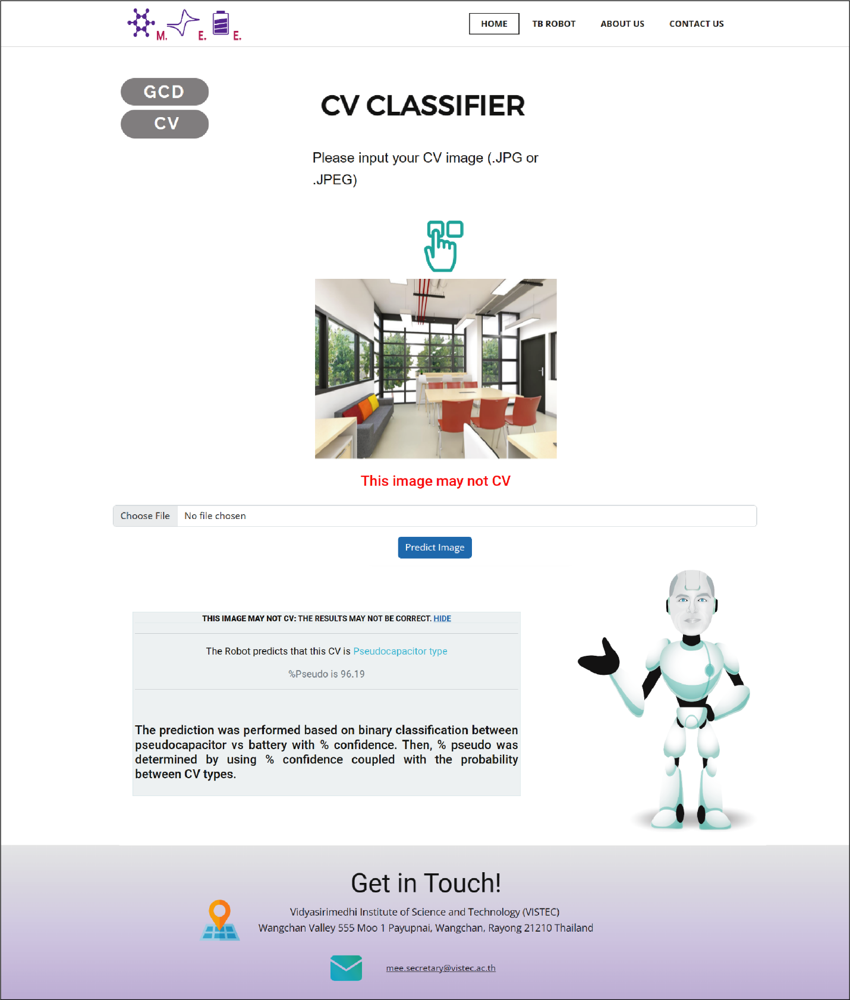 M. E. E.
HOME TB ROBOT ABOUT US CONTACT US
GCD
CV
CV CLASSIFIER
Please input your CV image (.JPG or
.JPEG)
This image may not CV
Choose File No file chosen
Predict Image
THIS IMAGE MAY NOT CV: THE RESULTS MAY NOT BE CORRECT. HIDE
The Robot predicts that this CV is Pseudocapacitor type
%Pseudo is 96.19
The prediction was performed based on binary classification between
pseudocapacitor vs battery with % confidence. Then, % pseudo was
determined by using % confidence coupled with the probability
between CV types.
Get in Touch!
Vidyasirimedhi Institute of Science and Technology (VISTEC)
Wangchan Valley 555 Moo 1 Payupnai, Wangchan, Rayong 21210 Thailand
mee.secretary@vistec.ac.th